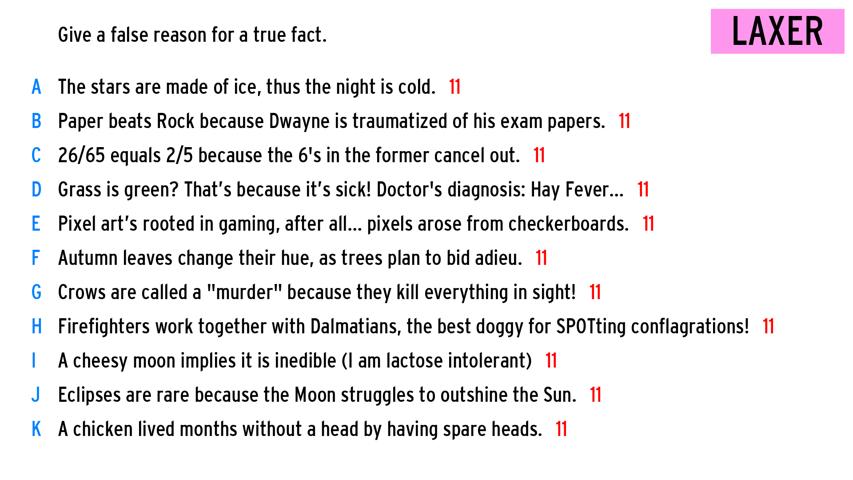 Give a false reason for a true fact.
LAXER
A The stars are made of ice, thus the night is cold. 11
B Paper beats Rock because Dwayne is traumatized of his exam papers. 11
C 26/65 equals 2/5 because the 6's in the former cancel out. 11
D Grass is green? That's because it's sick! Doctor's diagnosis: Hay Fever... 11
E Pixel art's rooted in gaming, after all... pixels arose from checkerboards. 11
F Autumn leaves change their hue, as trees plan to bid adieu. 11
G Crows are called a "murder" because they kill everything in sight! 11
H Firefighters work together with Dalmatians, the best doggy for SPOTting conflagrations! 11
I A cheesy moon implies it is inedible (I am lactose intolerant) 11
J Eclipses are rare because the Moon struggles to outshine the Sun. 11
K A chicken lived months without a head by having spare heads. 11